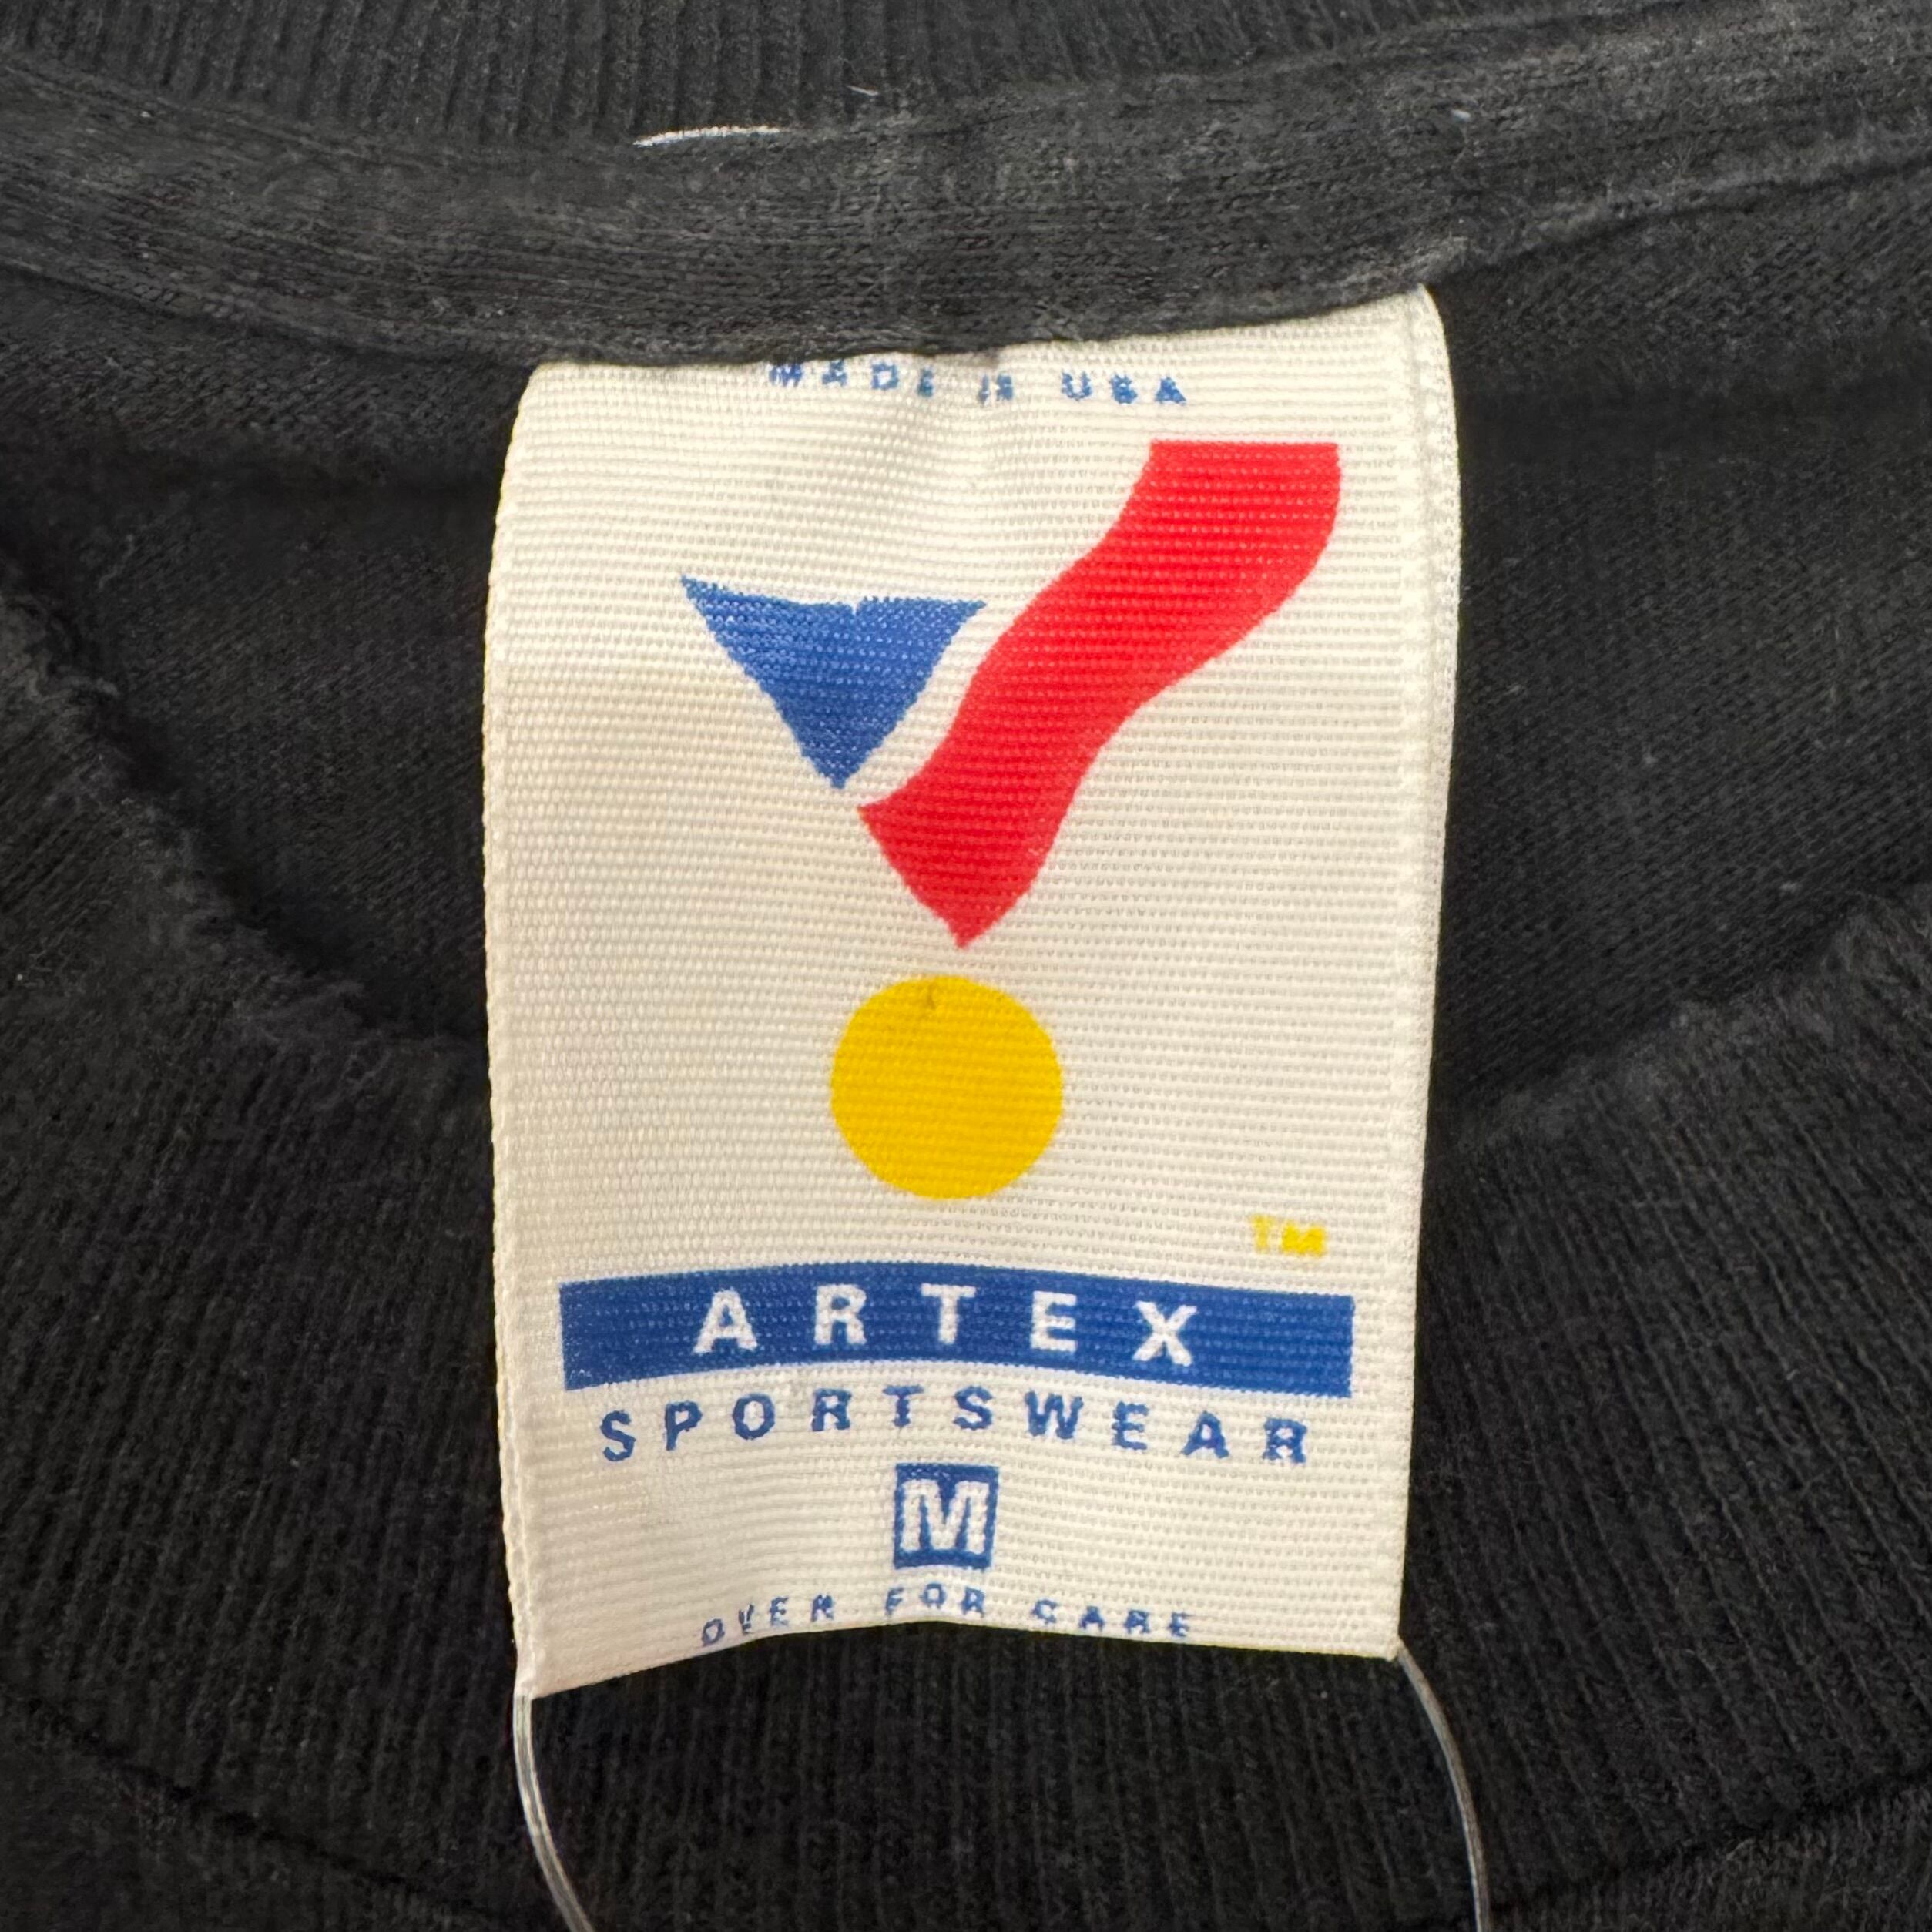 MADE IN USA
TM
ARTEX
SPORTSWEAR
M
OVER FOR CARE